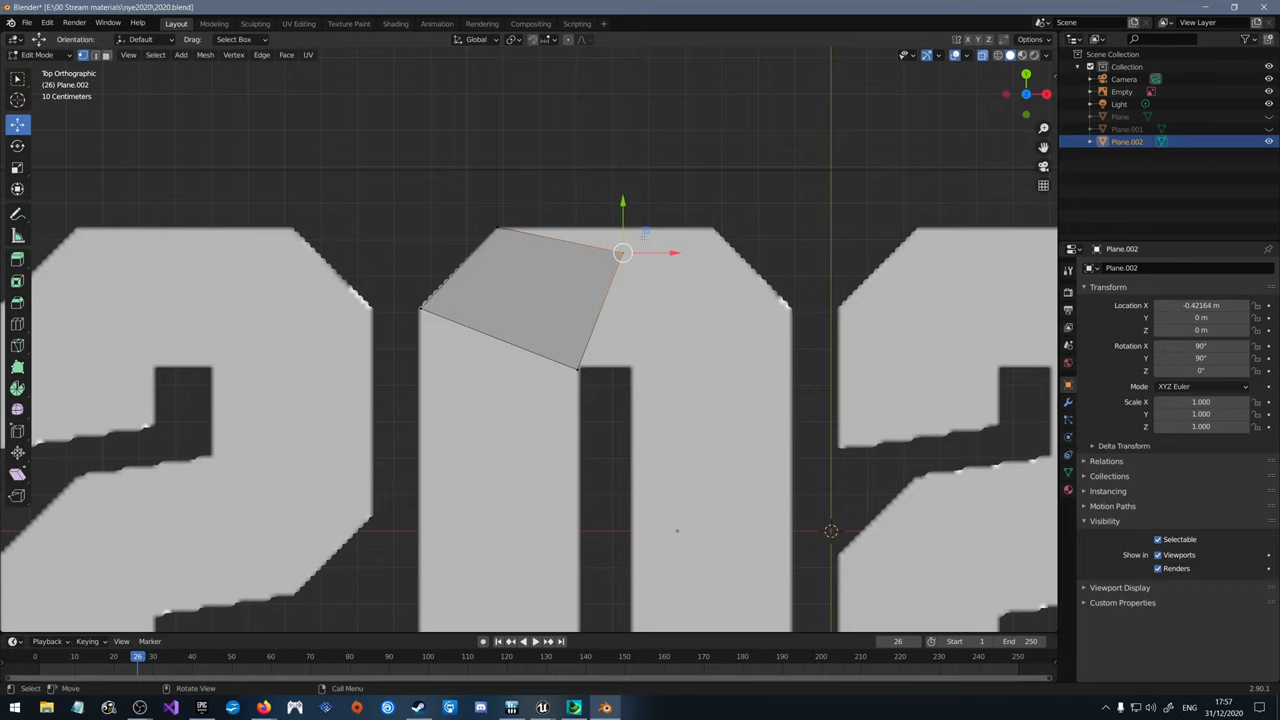 Blender* [E:\00 Stream materials\nye2020\2020.blend]
File Edit Render Window Help Layout Modeling Sculpting UV Editing Texture Paint Shading Animation Rendering Compositing Scripting Scene View Layer
Orientation: Default Drag: Select Box Global X Y Z Options
Edit Mode View Select Add Mesh Vertex Edge Face UV
Top Orthographic
(26) Plane.002
10 Centimeters
Y
Z
X
Scene Collection
Collection
Camera
Empty
Light
Plane
Plane.001
Plane.002
Plane.002
Plane.002
Transform
Location X -0.42164 m
Y 0 m
Z 0 m
Rotation X 90°
Y 90°
Z 0°
Mode XYZ Euler
Scale X 1.000
Y 1.000
Z 1.000
Delta Transform
Relations
Collections
Instancing
Motion Paths
Visibility
Selectable
Show in Viewports
Renders
Viewport Display
Custom Properties
Playback Keying View Marker 26 Start 1 End 250
0 10 20 26 30 40 50 60 70 80 90 100 110 120 130 140 150 160 170 180 190 200 210 220 230 240 250
Select Move Rotate View Call Menu 2.90.1
ENG 17:57
31/12/2020